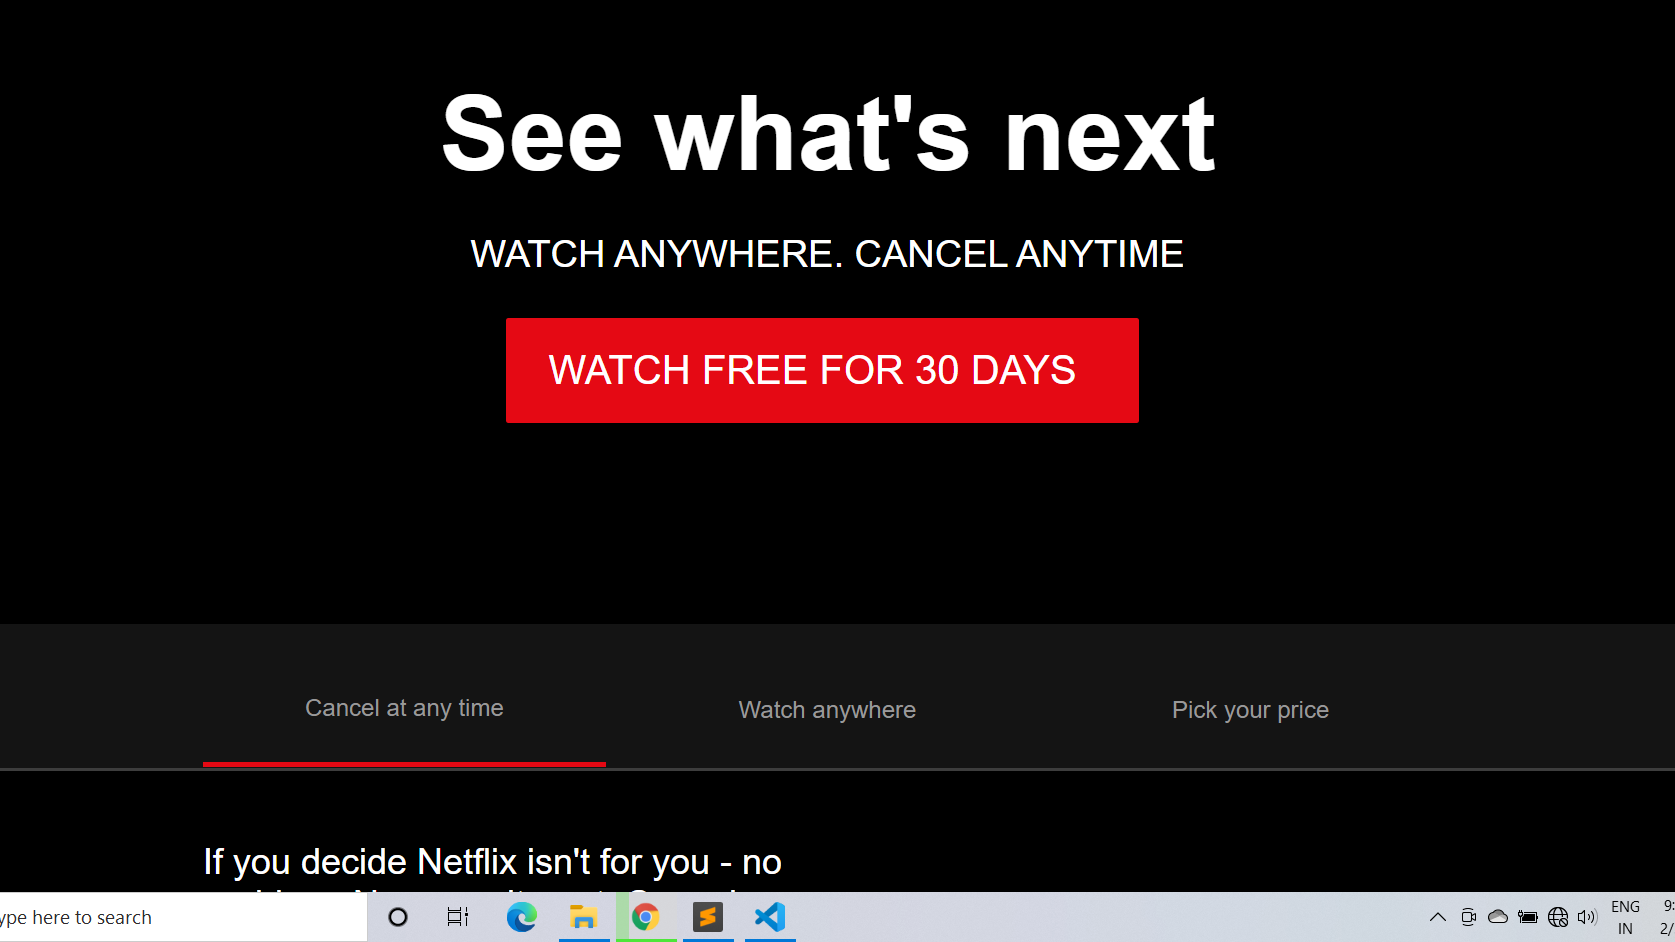 See what's next
WATCH ANYWHERE. CANCEL ANYTIME
WATCH FREE FOR 30 DAYS
Cancel at any time
Watch anywhere
Pick your price
If you decide Netflix isn't for you - no
ype here to search
ENG
IN
9:
2/